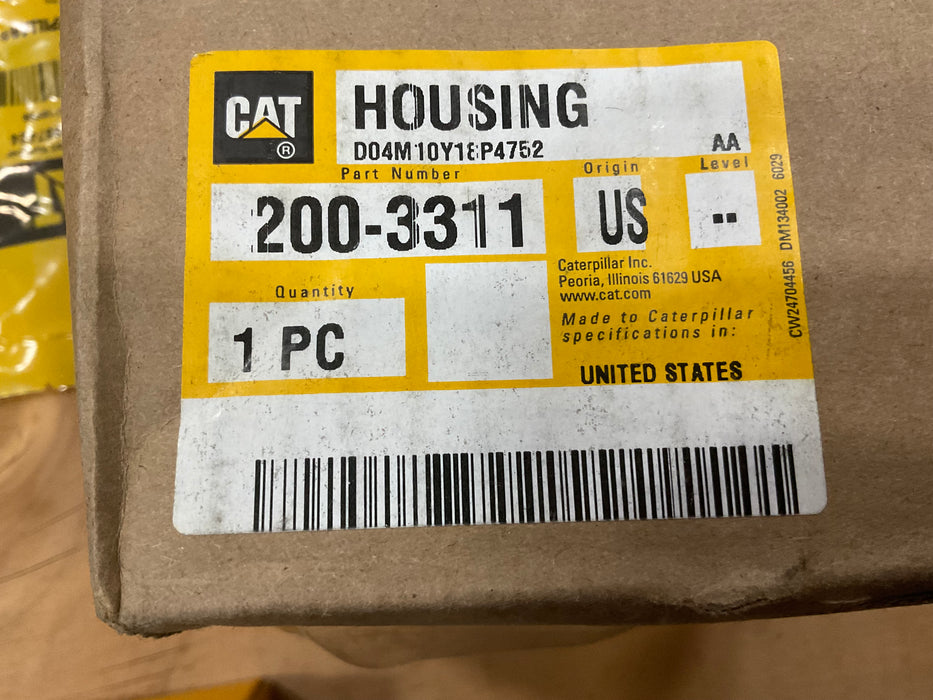 CAT
®
HOUSING
D04M10Y18P4752
AA
Part Number
Origin
Level
200-3311
US
--
Caterpillar Inc.
Peoria, Illinois 61629 USA
www.cat.com
Quantity
1 PC
Made to Caterpillar
specifications in:
UNITED STATES
CW24704456 DM134002 6029